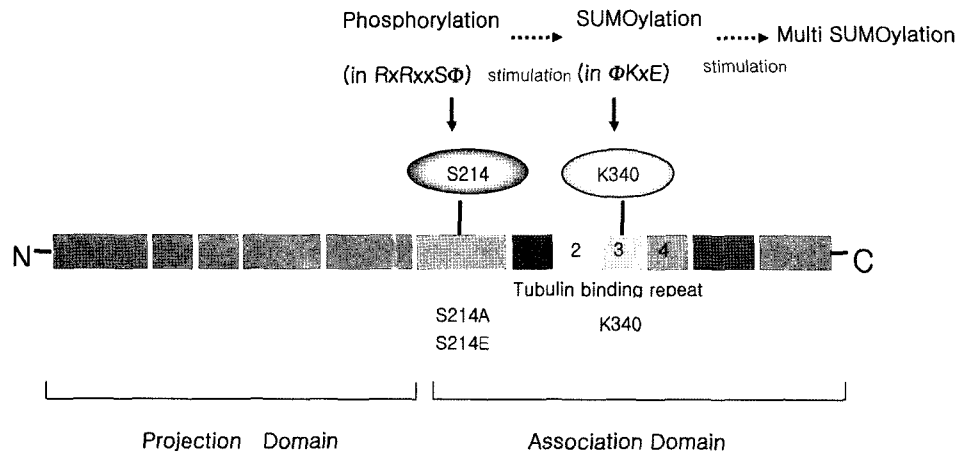 Phosphorylation SUMOylation Multi SUMOylation
(in RxRxxSΦ) stimulation (in ΦKxE) stimulation
S214 K340
N 2 3 4 C
Tubulin binding repeat
S214A K340
S214E
Projection Domain Association Domain